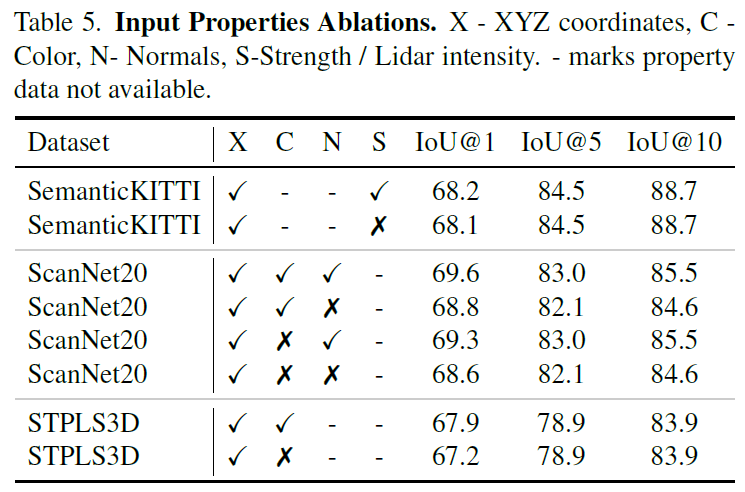 Table 5. Input Properties Ablations. X - XYZ coordinates, C -
Color, N- Normals, S-Strength / Lidar intensity. - marks property
data not available.
Dataset X C N S IoU@1 IoU@5 IoU@10
SemanticKITTI ✓ - - ✓ 68.2 84.5 88.7
SemanticKITTI ✓ - - ✗ 68.1 84.5 88.7
ScanNet20 ✓ ✓ ✓ - 69.6 83.0 85.5
ScanNet20 ✓ ✓ ✗ - 68.8 82.1 84.6
ScanNet20 ✓ ✗ ✓ - 69.3 83.0 85.5
ScanNet20 ✓ ✗ ✗ - 68.6 82.1 84.6
STPLS3D ✓ ✓ - - 67.9 78.9 83.9
STPLS3D ✓ ✗ - - 67.2 78.9 83.9